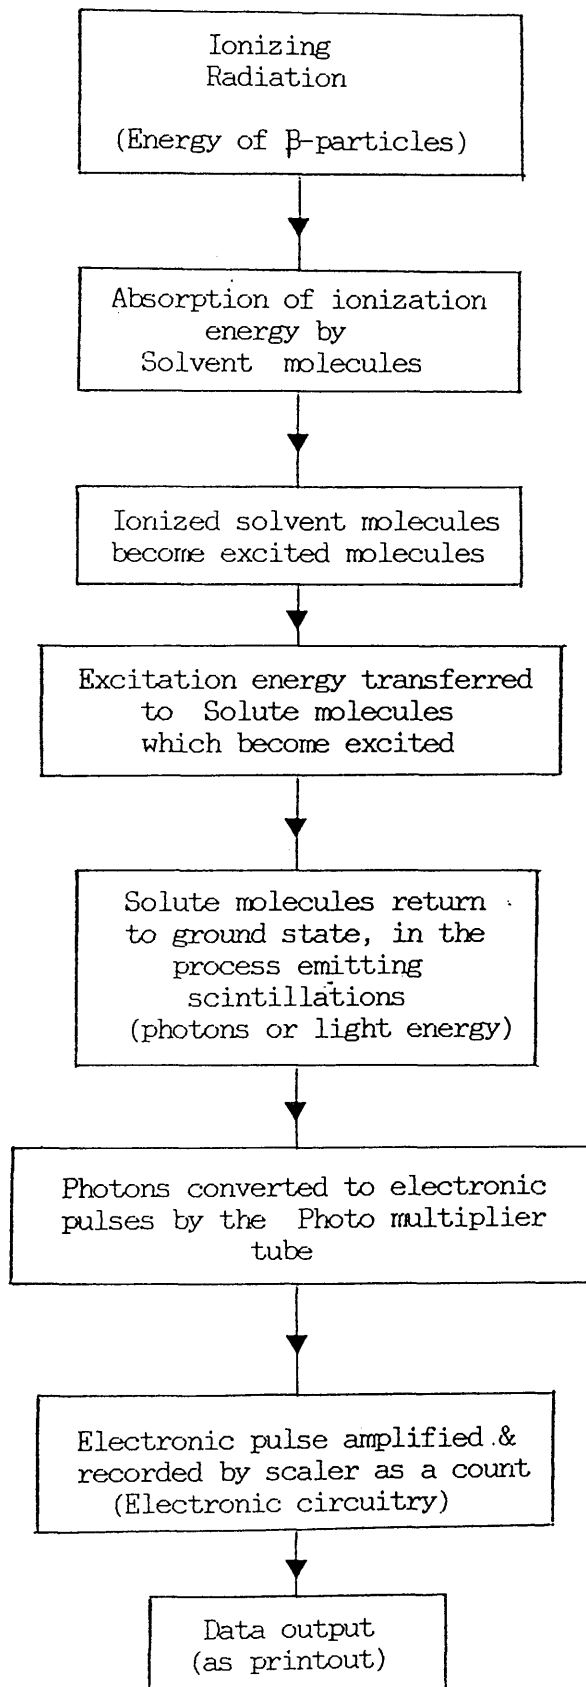 Ionizing
Radiation
(Energy of β-particles)
Absorption of ionization
energy by
Solvent molecules
Ionized solvent molecules
become excited molecules
Excitation energy transferred
to Solute molecules
which become excited
Solute molecules return
to ground state, in the
process emitting
scintillations
(photons or light energy)
Photons converted to electronic
pulses by the Photo multiplier
tube
Electronic pulse amplified &
recorded by scaler as a count
(Electronic circuitry)
Data output
(as printout)